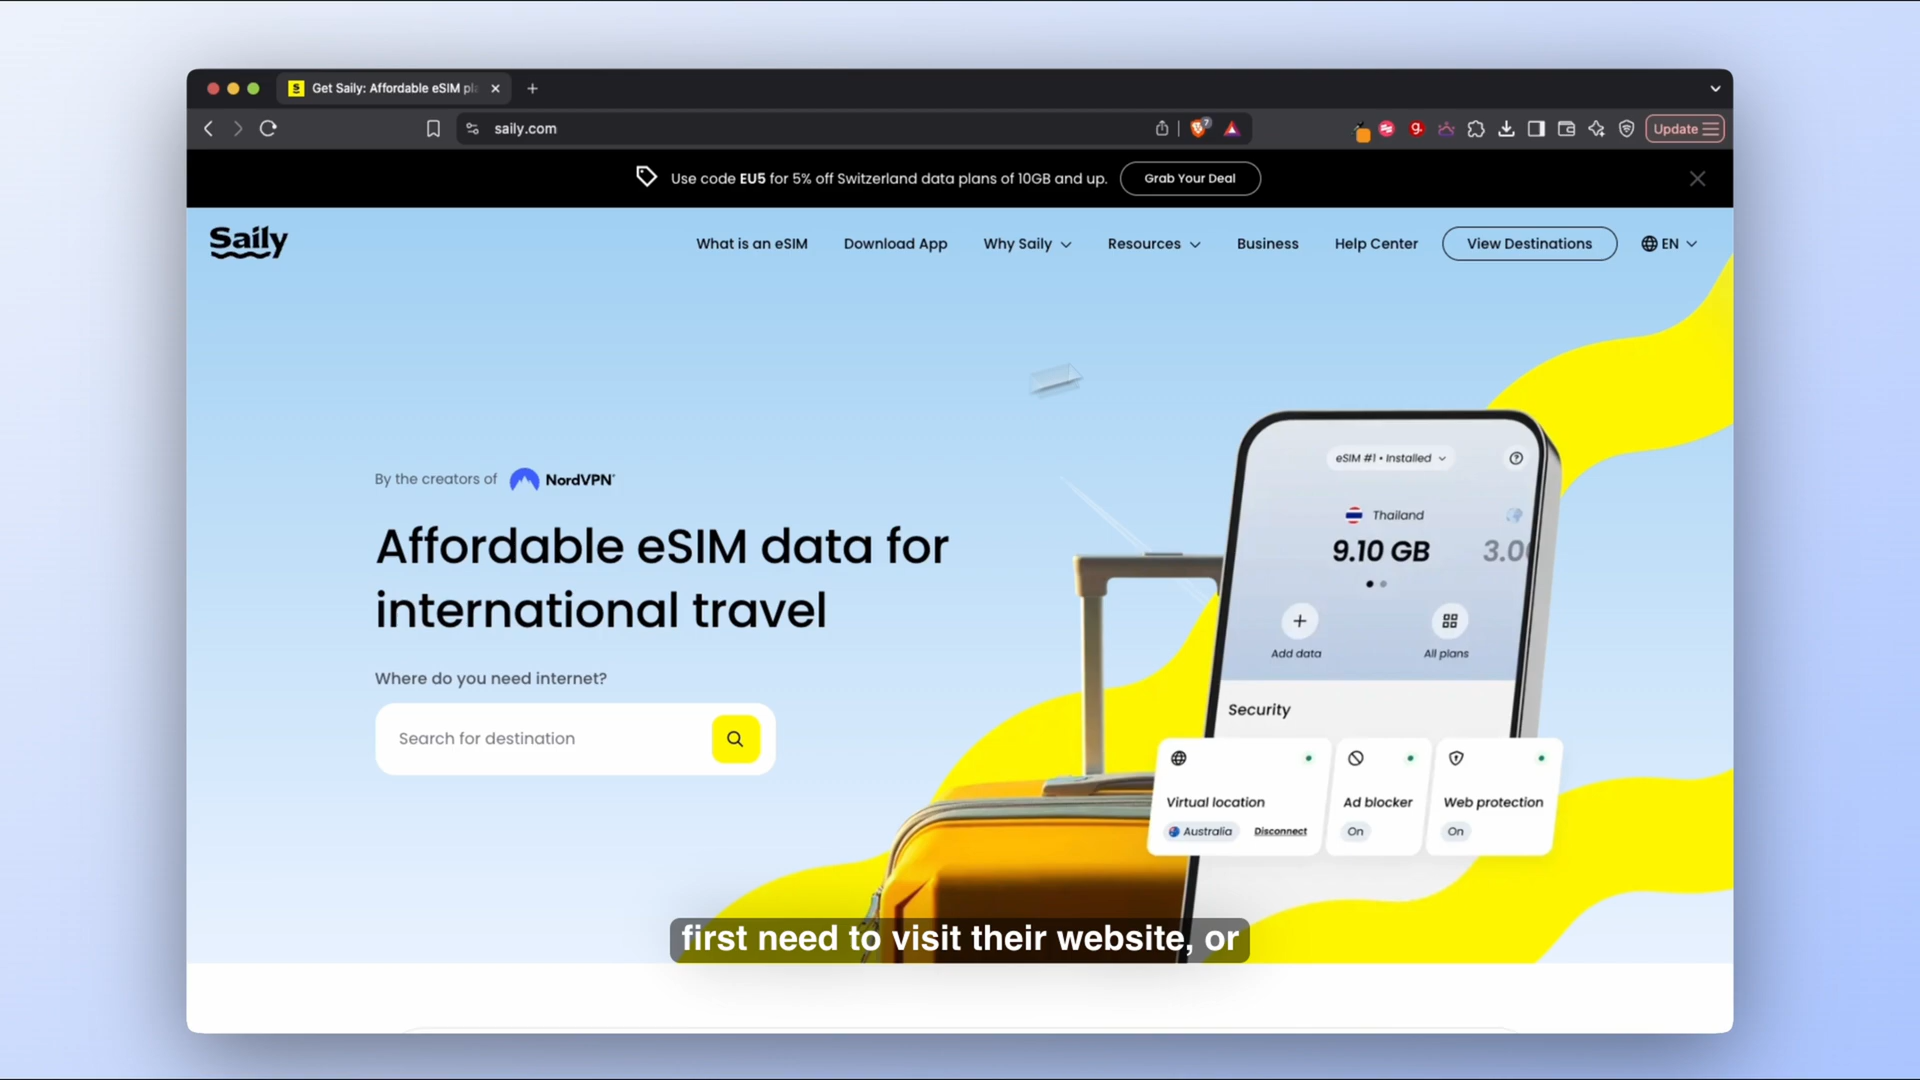 Get Saily: Affordable eSIM pl
saily.com
7
Update
Use code EU5 for 5% off Switzerland data plans of 10GB and up.
Grab Your Deal
Saily
What is an eSIM
Download App
Why Saily
Resources
Business
Help Center
View Destinations
EN
By the creators of NordVPN
Affordable eSIM data for
international travel
Where do you need internet?
Search for destination
eSIM #1 • Installed
Thailand
9.10 GB
3.0
Add data
All plans
Security
Virtual location
Australia
Disconnect
Ad blocker
On
Web protection
On
first need to visit their website, or